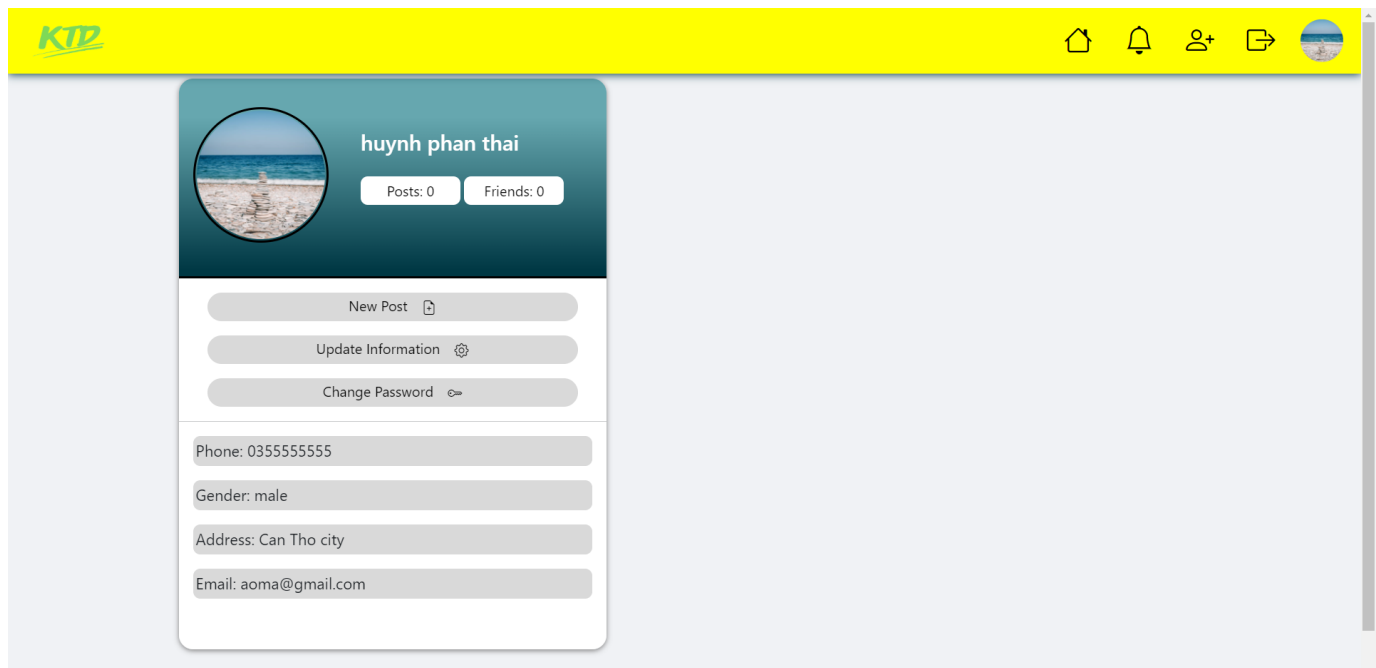 KTD
huynh phan thai
Posts: 0 Friends: 0
New Post
Update Information
Change Password
Phone: 0355555555
Gender: male
Address: Can Tho city
Email: aoma@gmail.com